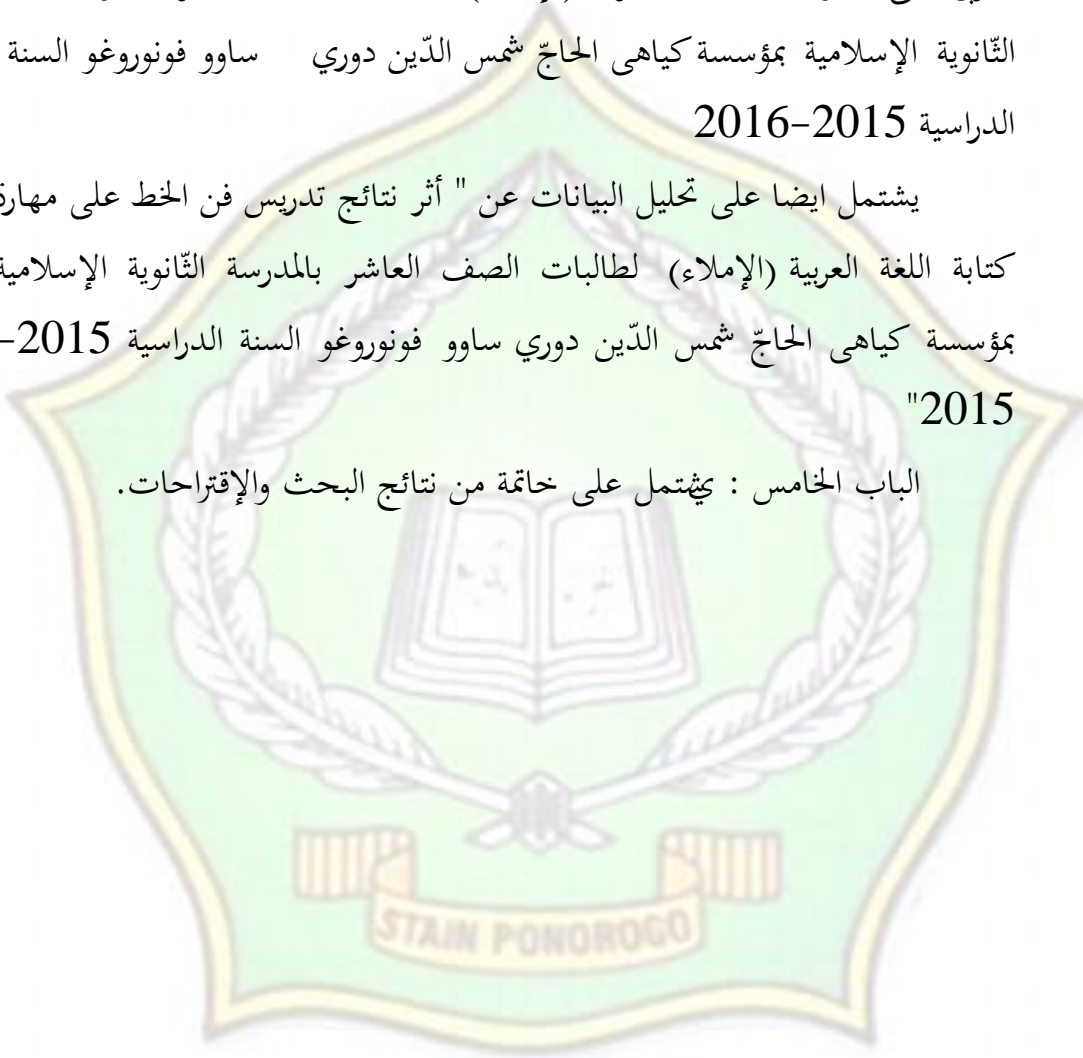 الثّانوية الإسلامية بمؤسسة كياهى الحاجّ شمس الدّين دوري ساوو فونوروغو السنة
الدراسية 2015-2016
يشتمل ايضا على تحليل البيانات عن " أثر نتائج تدريس فن الخط على مهارة
كتابة اللغة العربية (الإملاء) لطالبات الصف العاشر بالمدرسة الثّانوية الإسلامية
بمؤسسة كياهى الحاجّ شمس الدّين دوري ساوو فونوروغو السنة الدراسية 2015-
2015"
الباب الخامس : على خاتمة من نتائج البحث والإقتراحات.
STAIN PONOROGO